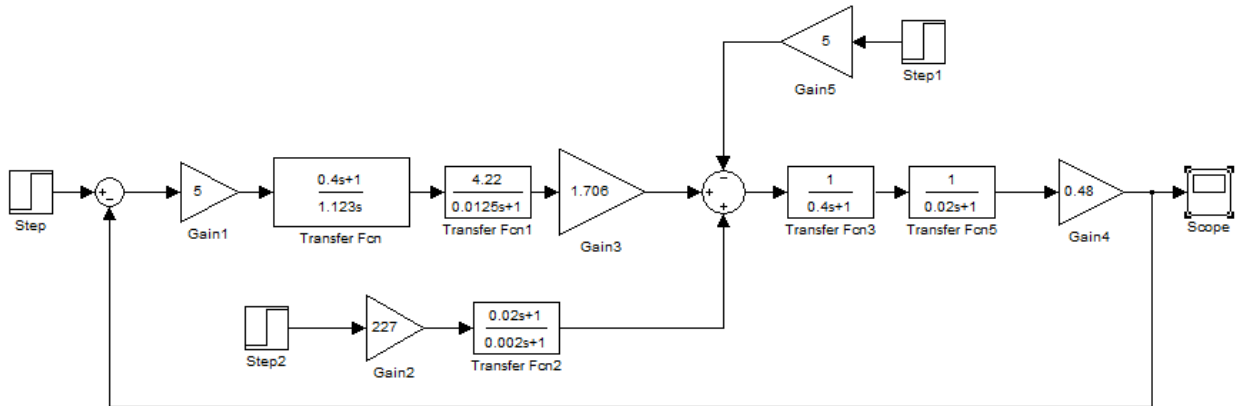 5
Gain5
Step1
+
−
Step
5
Gain1
0.4s+1
1.123s
Transfer Fcn
4.22
0.0125s+1
Transfer Fcn1
1.706
Gain3
−
+
+
1
0.4s+1
Transfer Fcn3
1
0.02s+1
Transfer Fcn5
0.48
Gain4
Scope
Step2
227
Gain2
0.02s+1
0.002s+1
Transfer Fcn2